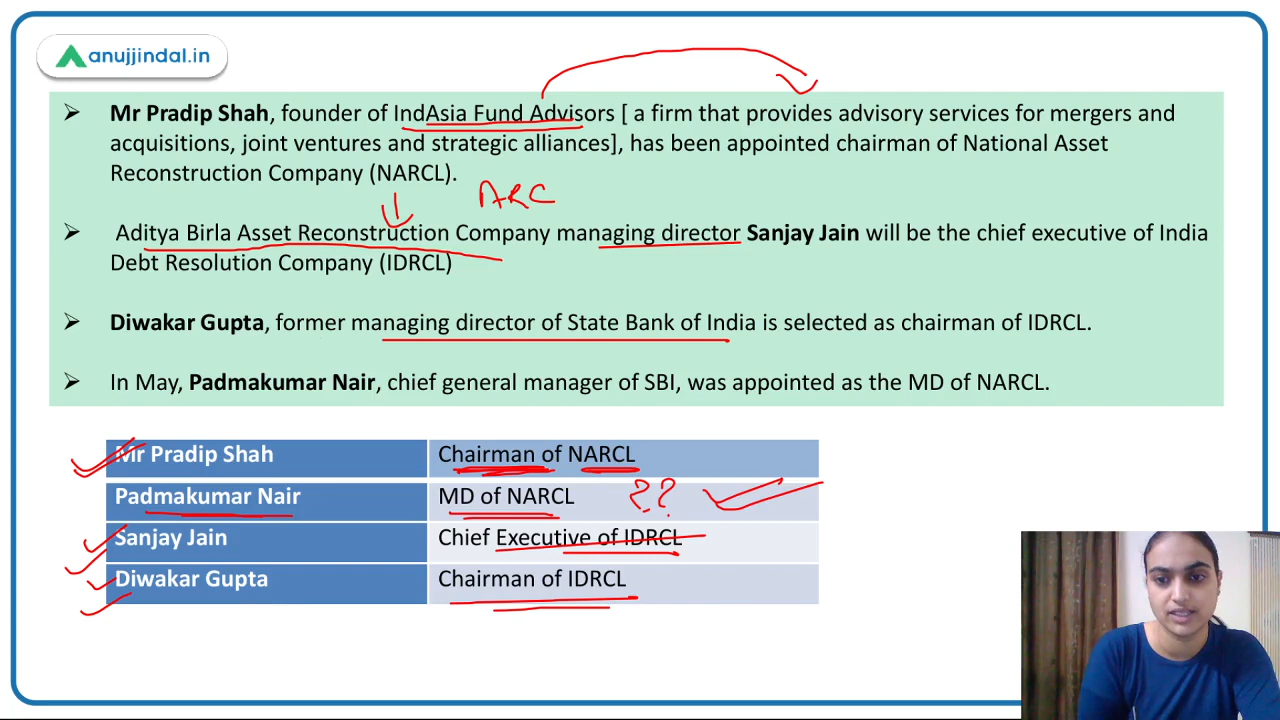 anujjindal.in
➢ Mr Pradip Shah, founder of IndAsia Fund Advisors [ a firm that provides advisory services for mergers and
acquisitions, joint ventures and strategic alliances], has been appointed chairman of National Asset
Reconstruction Company (NARCL).
ARC
➢ Aditya Birla Asset Reconstruction Company managing director Sanjay Jain will be the chief executive of India
Debt Resolution Company (IDRCL)
➢ Diwakar Gupta, former managing director of State Bank of India is selected as chairman of IDRCL.
➢ In May, Padmakumar Nair, chief general manager of SBI, was appointed as the MD of NARCL.
Mr Pradip Shah Chairman of NARCL
Padmakumar Nair MD of NARCL ??
Sanjay Jain Chief Executive of IDRCL
Diwakar Gupta Chairman of IDRCL